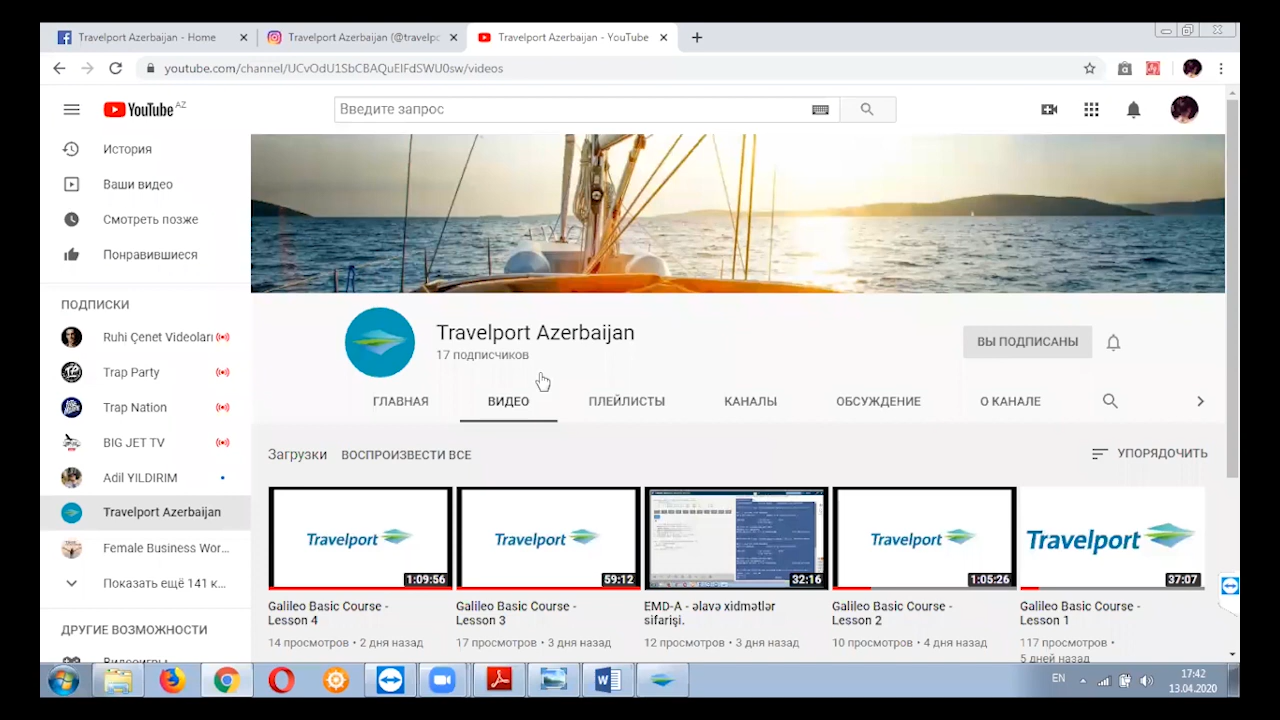 Travelport Azerbaijan - Home
Travelport Azerbaijan (@travelpo
Travelport Azerbaijan - YouTube
youtube.com/channel/UCvOdU1SbCBAQuElFdSWU0sw/videos
YouTube AZ
Введите запрос
История
Ваши видео
Смотреть позже
Понравившиеся
ПОДПИСКИ
Ruhi Çenet Videoları
Trap Party
Trap Nation
BIG JET TV
Adil YILDIRIM
Travelport Azerbaijan
Female Business Wor...
Показать ещё 141 к...
ДРУГИЕ ВОЗМОЖНОСТИ
Видеоигры
Travelport Azerbaijan
17 подписчиков
ВЫ ПОДПИСАНЫ
ГЛАВНАЯ ВИДЕО ПЛЕЙЛИСТЫ КАНАЛЫ ОБСУЖДЕНИЕ О КАНАЛЕ
Загрузки ВОСПРОИЗВЕСТИ ВСЕ УПОРЯДОЧИТЬ
Travelport
1:09:56
Galileo Basic Course -
Lesson 4
14 просмотров • 2 дня назад
Travelport
59:12
Galileo Basic Course -
Lesson 3
17 просмотров • 3 дня назад
32:16
EMD-A - əlavə xidmətlər
sifarişi.
12 просмотров • 3 дня назад
Travelport
1:05:26
Galileo Basic Course -
Lesson 2
10 просмотров • 4 дня назад
Travelport
37:07
Galileo Basic Course -
Lesson 1
117 просмотров •
5 дней назад
EN
17:42
13.04.2020